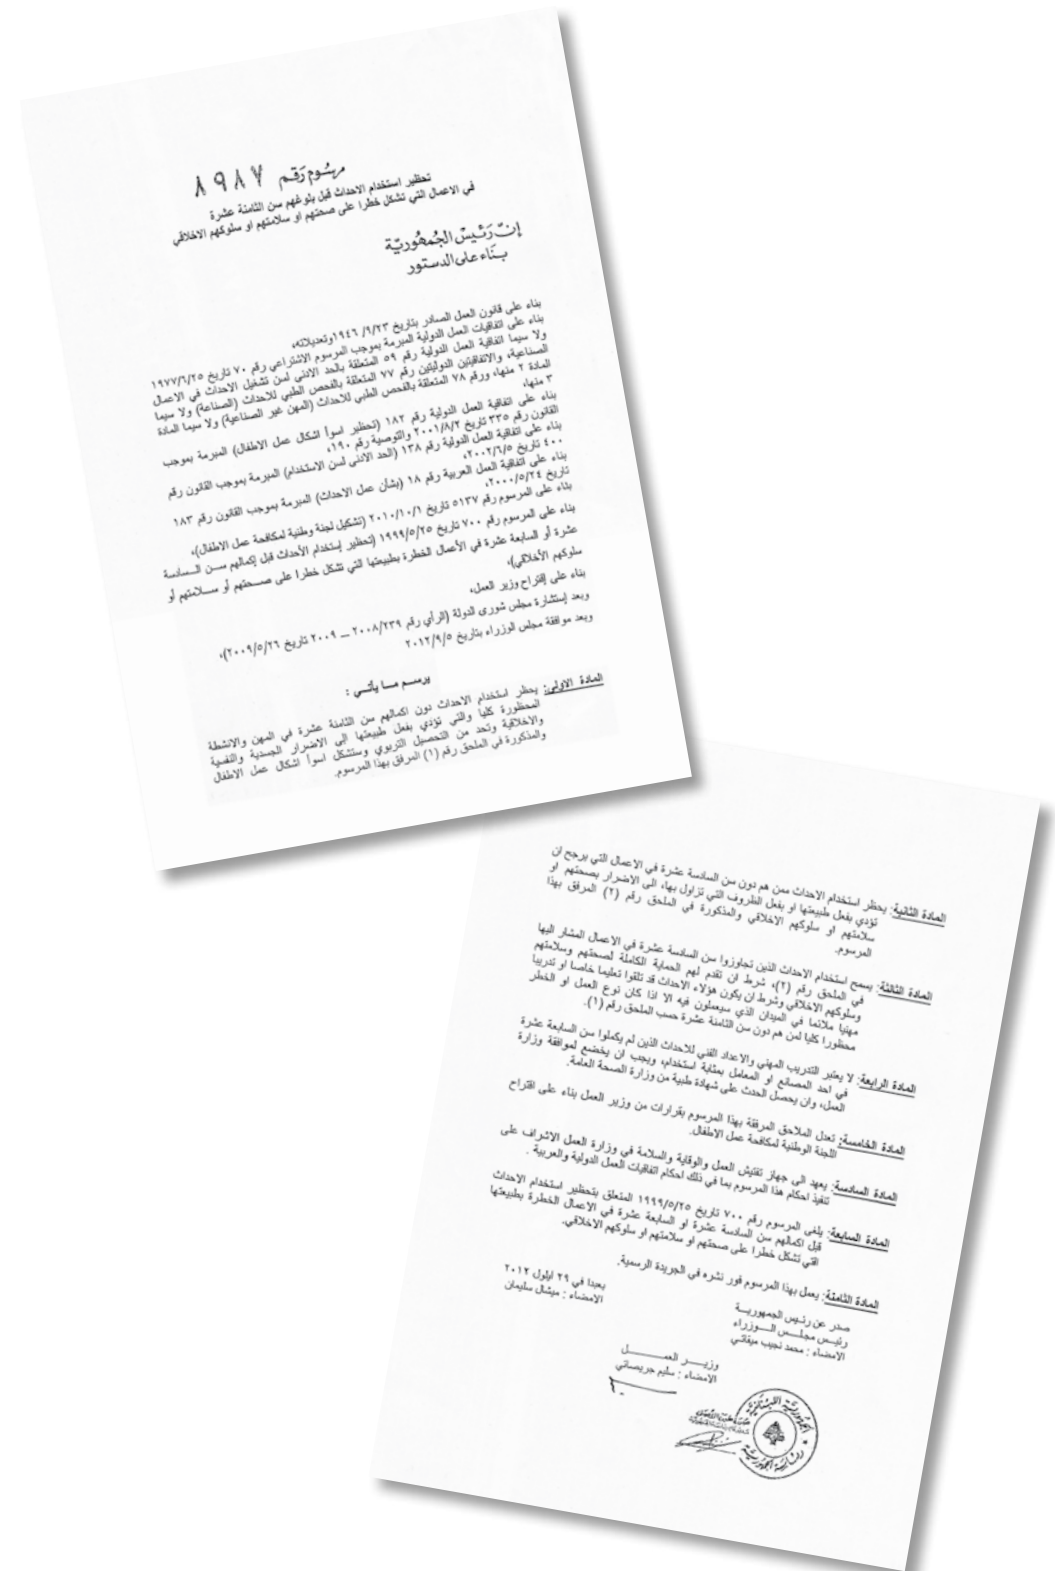 مرسوم رقم ٨٩٨٧
تحظير استخدام الاحداث قبل بلوغهم سن الثامنة عشرة
في الاعمال التي تشكل خطرا على صحتهم او سلامتهم او سلوكهم الاخلاقي
إن رئيس الجمهورية
بناء على الدستور
بناء على قانون العمل الصادر بتاريخ ٩/٢٣/ ١٩٤٦وتعديلاته،
بناء على اتفاقيات العمل الدولية المبرمة بموجب المرسوم الاشتراعي رقم ٧٠ تاريخ ١٩٧٧/٦/٢٥
ولا سيما اتفاقية العمل الدولية رقم ٥٩ المتعلقة بالحد الادنى لسن تشغيل الاحداث في الاعمال
الصناعية، والاتفاقيتين الدوليتين رقم ٧٧ المتعلقة بالفحص الطبي للاحداث (الصناعة) ولا سيما
المادة ٢ منها، ورقم ٧٨ المتعلقة بالفحص الطبي للاحداث (المهن غير الصناعية) ولا سيما المادة
٣ منها،
بناء على اتفاقية العمل الدولية رقم ١٨٢ (تحظير اسوأ اشكال عمل الاطفال) المبرمة بموجب
القانون رقم ٣٣٥ تاريخ ٢٠٠١/٨/٢ والتوصية رقم ١٩٠،
بناء على اتفاقية العمل الدولية رقم ١٣٨ (الحد الادنى لسن الاستخدام) المبرمة بموجب القانون رقم
٤٠٠ تاريخ ٢٠٠٢/٦/٥،
بناء على اتفاقية العمل العربية رقم ١٨ (بشأن عمل الاحداث) المبرمة بموجب القانون رقم ١٨٣
تاريخ ٢٠٠٠/٥/٢٤،
بناء على المرسوم رقم ٥١٣٧ تاريخ ٢٠١٠/١٠/١ (تشكيل لجنة وطنية لمكافحة عمل الاطفال)،
بناء على المرسوم رقم ٧٠٠ تاريخ ١٩٩٩/٥/٢٥ (تحظير إستخدام الأحداث قبل إكمالهم سن السادسة
عشرة أو السابعة عشرة في الأعمال الخطرة بطبيعتها التي تشكل خطرا على صحتهم أو سلامتهم أو
سلوكهم الأخلاقي)،
بناء على إقتراح وزير العمل،
وبعد إستشارة مجلس شورى الدولة (الرأي رقم ٢٠٠٨/٢٣٩ – ٢٠٠٩ تاريخ ٢٠٠٩/٥/٢٦)،
وبعد موافقة مجلس الوزراء بتاريخ ٢٠١٢/٩/٥
يرسم ما يأتي :
المادة الاولى: يحظر استخدام الاحداث دون اكمالهم سن الثامنة عشرة في المهن والانشطة
المحظورة كليا والتي تؤدي بفعل طبيعتها الى الاضرار الجسدية والنفسية
والاخلاقية وتحد من التحصيل التربوي وستشكل اسوأ اشكال عمل الاطفال
والمذكورة في الملحق رقم (١) المرفق بهذا المرسوم.
المادة الثانية: يحظر استخدام الاحداث ممن هم دون سن السادسة عشرة في الاعمال التي يرجح ان
تؤدي بفعل طبيعتها او بفعل الظروف التي تزاول بها، الى الاضرار بصحتهم او
سلامتهم او سلوكهم الاخلاقي والمذكورة في الملحق رقم (٢) المرفق بهذا
المرسوم.
المادة الثالثة: يسمح استخدام الاحداث الذين تجاوزوا سن السادسة عشرة في الاعمال المشار اليها
في الملحق رقم (٢)، شرط ان تقدم لهم الحماية الكاملة لصحتهم وسلامتهم
وسلوكهم الاخلاقي وشرط ان يكون هؤلاء الاحداث قد تلقوا تعليما خاصا او تدريبا
مهنيا ملائما في الميدان الذي سيعملون فيه الا اذا كان نوع العمل او الخطر
محظورا كليا لمن هم دون سن الثامنة عشرة حسب الملحق رقم (١).
المادة الرابعة: لا يعتبر التدريب المهني والاعداد الفني للاحداث الذين لم يكملوا سن السابعة عشرة
في احد المصانع او المعامل بمثابة استخدام، ويجب ان يخضع لموافقة وزارة
العمل، وان يحصل الحدث على شهادة طبية من وزارة الصحة العامة.
المادة الخامسة: تعدل الملاحق المرفقة بهذا المرسوم بقرارات من وزير العمل بناء على اقتراح
اللجنة الوطنية لمكافحة عمل الاطفال.
المادة السادسة: يعهد الى جهاز تفتيش العمل والوقاية والسلامة في وزارة العمل الاشراف على
تنفيذ احكام هذا المرسوم بما في ذلك احكام اتفاقيات العمل الدولية والعربية .
المادة السابعة: يلغى المرسوم رقم ٧٠٠ تاريخ ١٩٩٩/٥/٢٥ المتعلق بتحظير استخدام الاحداث
قبل اكمالهم سن السادسة عشرة او السابعة عشرة في الاعمال الخطرة بطبيعتها
التي تشكل خطرا على صحتهم او سلامتهم او سلوكهم الاخلاقي.
المادة الثامنة: يعمل بهذا المرسوم فور نشره في الجريدة الرسمية.
بعبدا في ٢٩ ايلول ٢٠١٢
الامضاء : ميشال سليمان
صدر عن رئيس الجمهورية
رئيس مجلس الوزراء
الامضاء : محمد نجيب ميقاتي
وزير العمل
الامضاء : سليم جريصاتي
الجمهورية اللبنانية
رئاسة الجمهورية